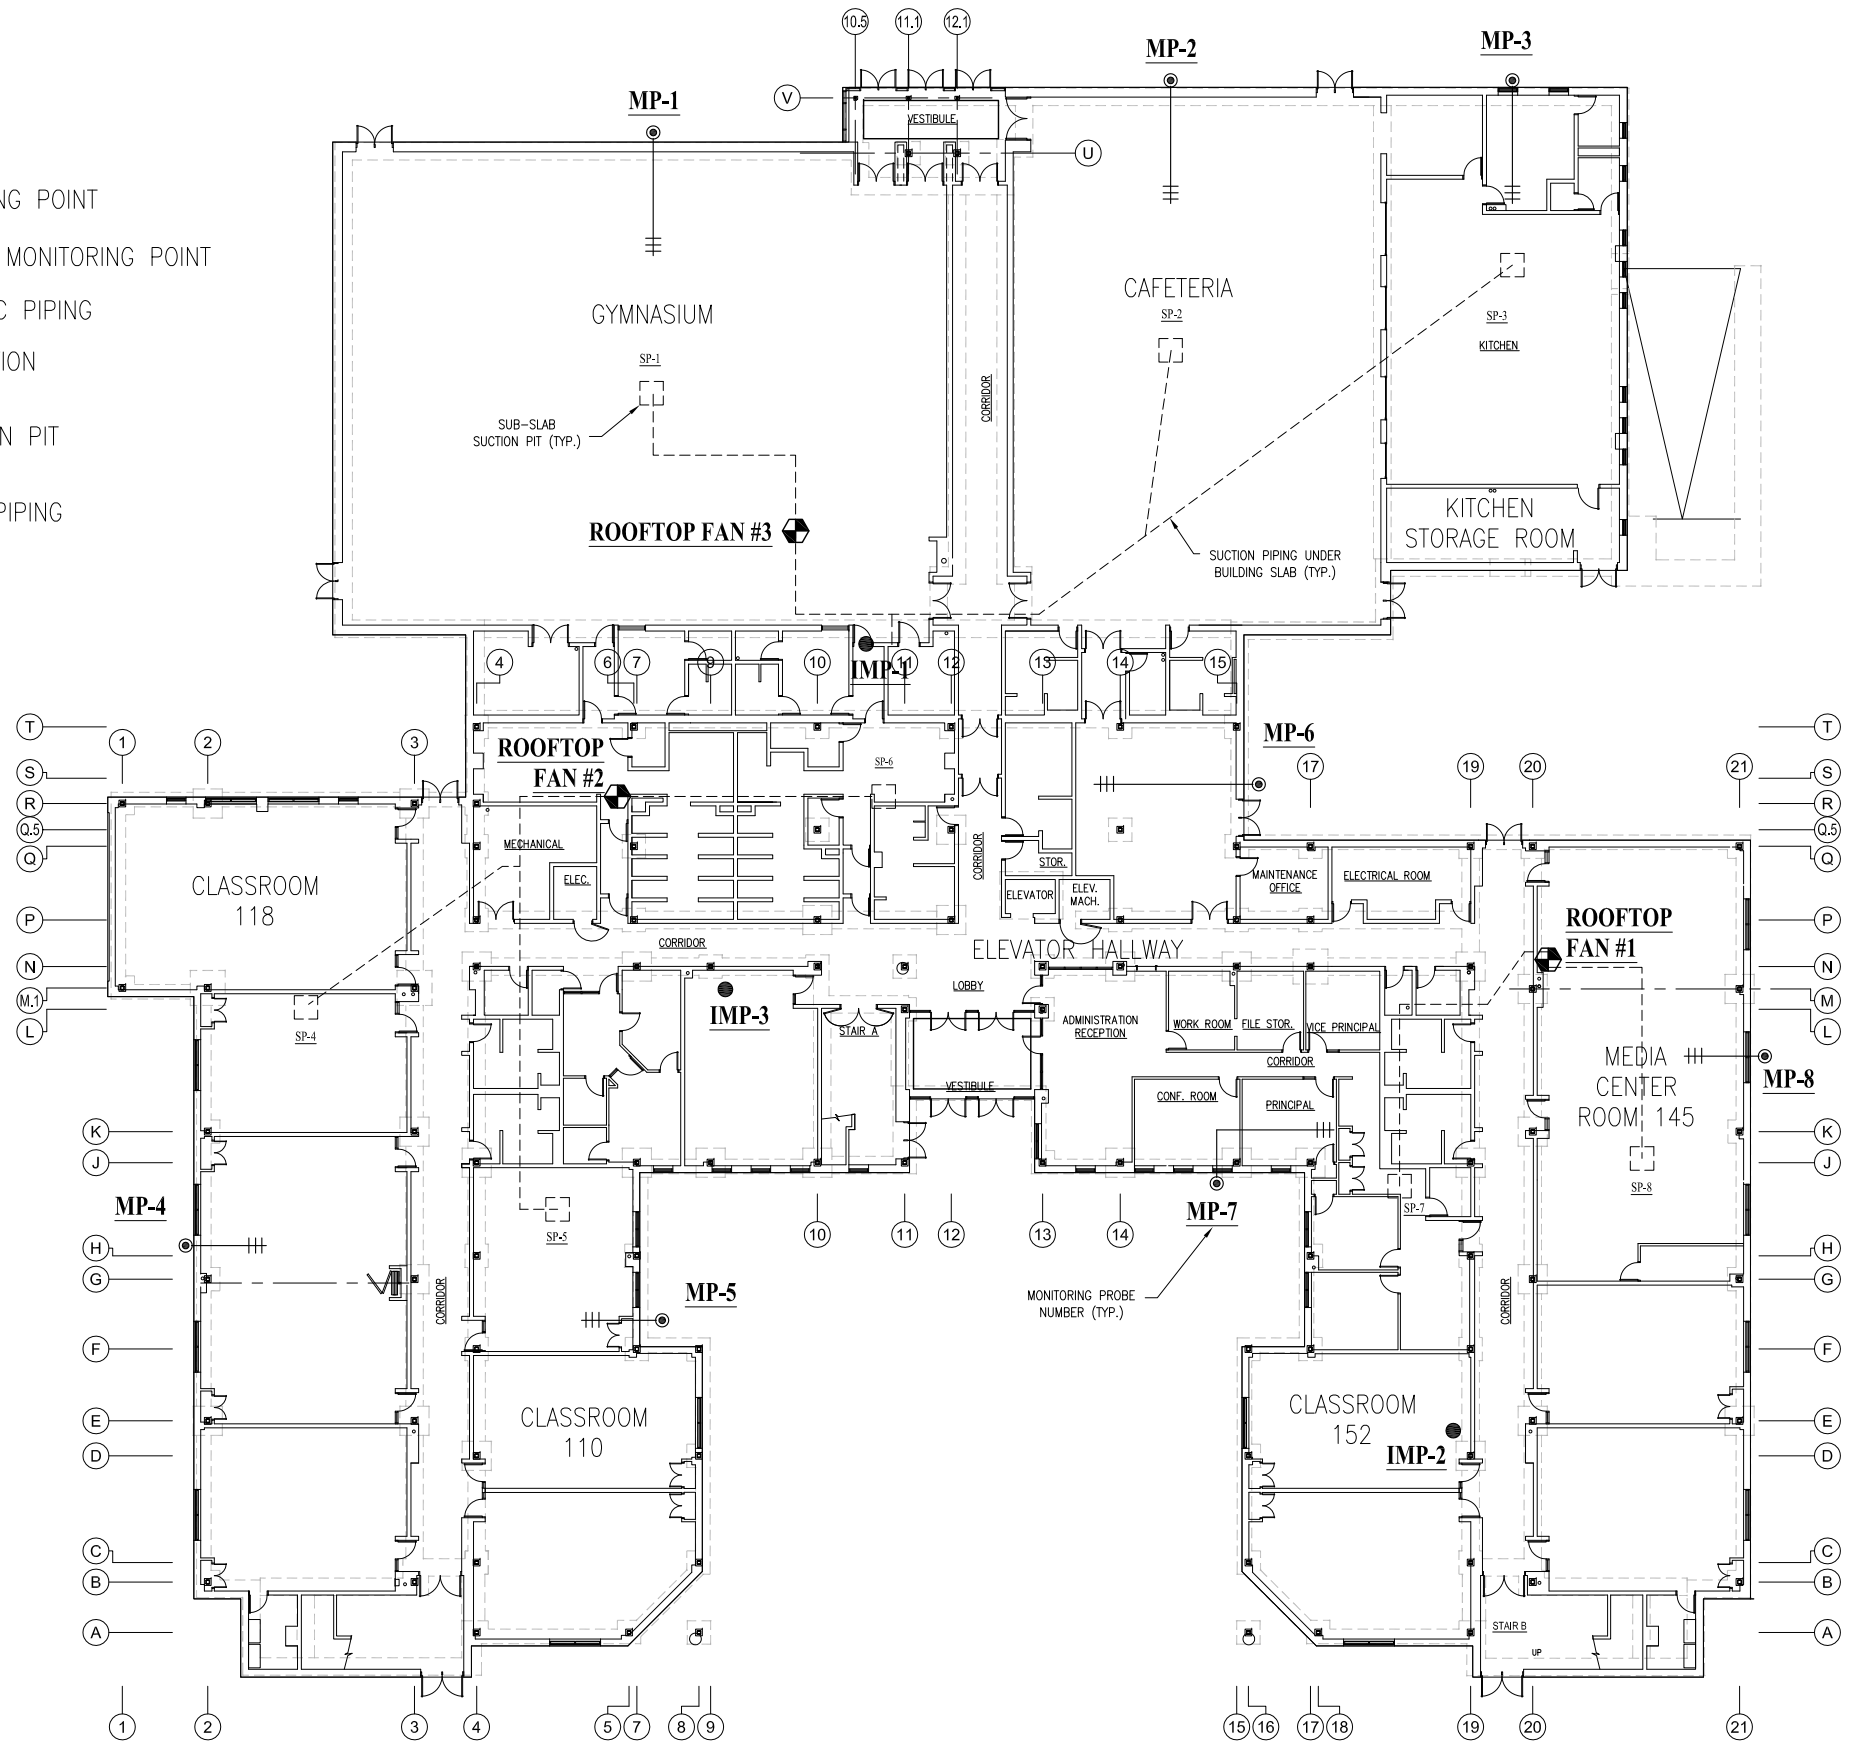 10.5 11.1 12.1
MP-2
MP-3
MP-1
V
VESTIBULE
U
NG POINT
MONITORING POINT
C PIPING
ION
N PIT
PIPING
GYMNASIUM
SP-1
SUB-SLAB
SUCTION PIT (TYP.)
CORRIDOR
CAFETERIA
SP-2
SP-3
KITCHEN
KITCHEN
STORAGE ROOM
ROOFTOP FAN #3
SUCTION PIPING UNDER
BUILDING SLAB (TYP.)
IMP-1
4 6 7 9 10 11 12 13 14 15
T
S
R
Q.5
Q
P
N
M.1
L
1 2 3
ROOFTOP
FAN #2
SP-6
MP-6
17 19 20 21
T
S
R
Q.5
Q
P
N
M
L
CLASSROOM
118
MECHANICAL
ELEC.
CORRIDOR
STOR.
ELEVATOR
ELEV.
MACH.
MAINTENANCE
OFFICE
ELECTRICAL ROOM
ROOFTOP
FAN #1
CORRIDOR
ELEVATOR HALLWAY
LOBBY
SP-4
IMP-3
STAIR A
VESTIBULE
ADMINISTRATION
RECEPTION
WORK ROOM
FILE STOR.
VICE PRINCIPAL
CORRIDOR
CONF. ROOM
PRINCIPAL
MEDIA
CENTER
ROOM 145
MP-8
K
J
H
G
F
E
D
C
B
A
MP-4
SP-5
CORRIDOR
MP-5
10 11 12 13 14
MP-7
SP-7
SP-8
MONITORING PROBE
NUMBER (TYP.)
CORRIDOR
K
J
H
G
F
E
D
C
B
A
CLASSROOM
110
CLASSROOM
152
IMP-2
STAIR B
UP
1 2 3 4 5 7 8 9 15 16 17 18 19 20 21